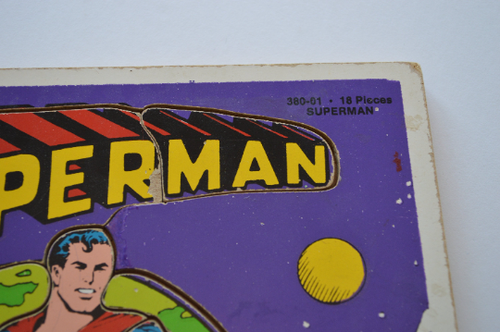 380-01 • 18 Pieces
SUPERMAN
PERMAN